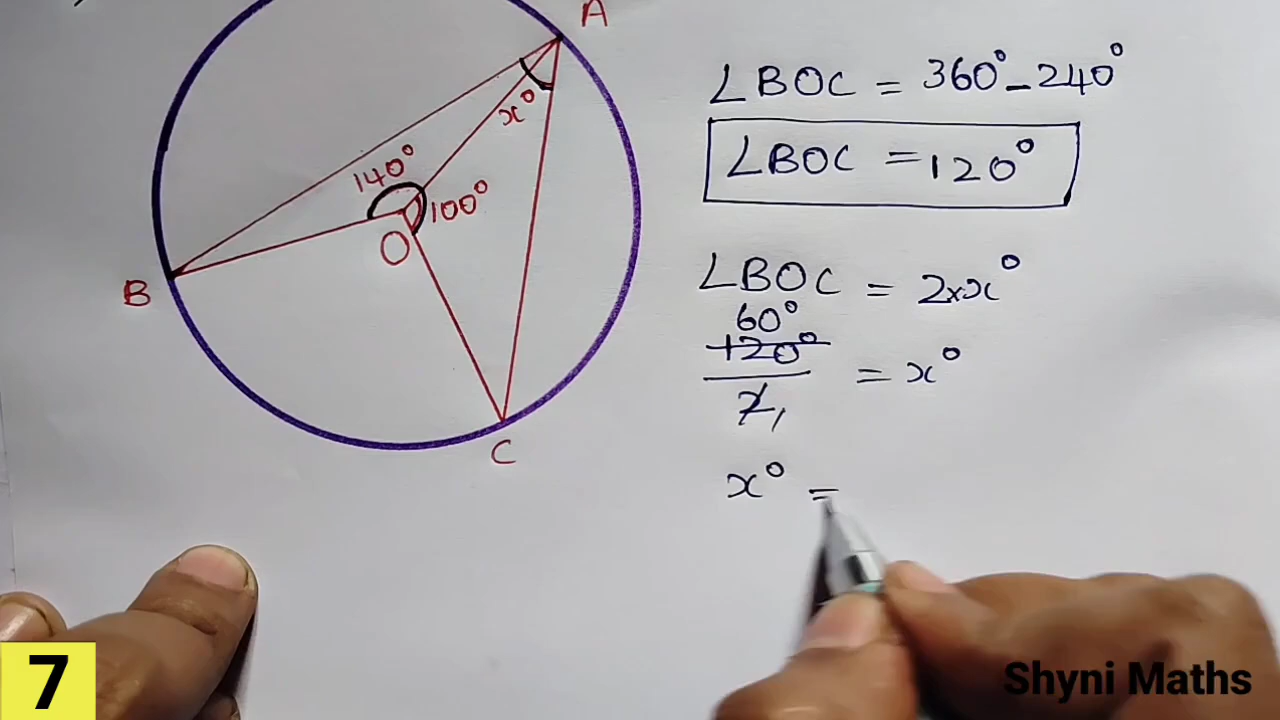 A
x°
140°
100°
O
B
C
∠BOC = 360° - 240°
∠BOC = 120°
∠BOC = 2×x°
60°
120°
2 1
= x°
x° =
7
Shyni Maths